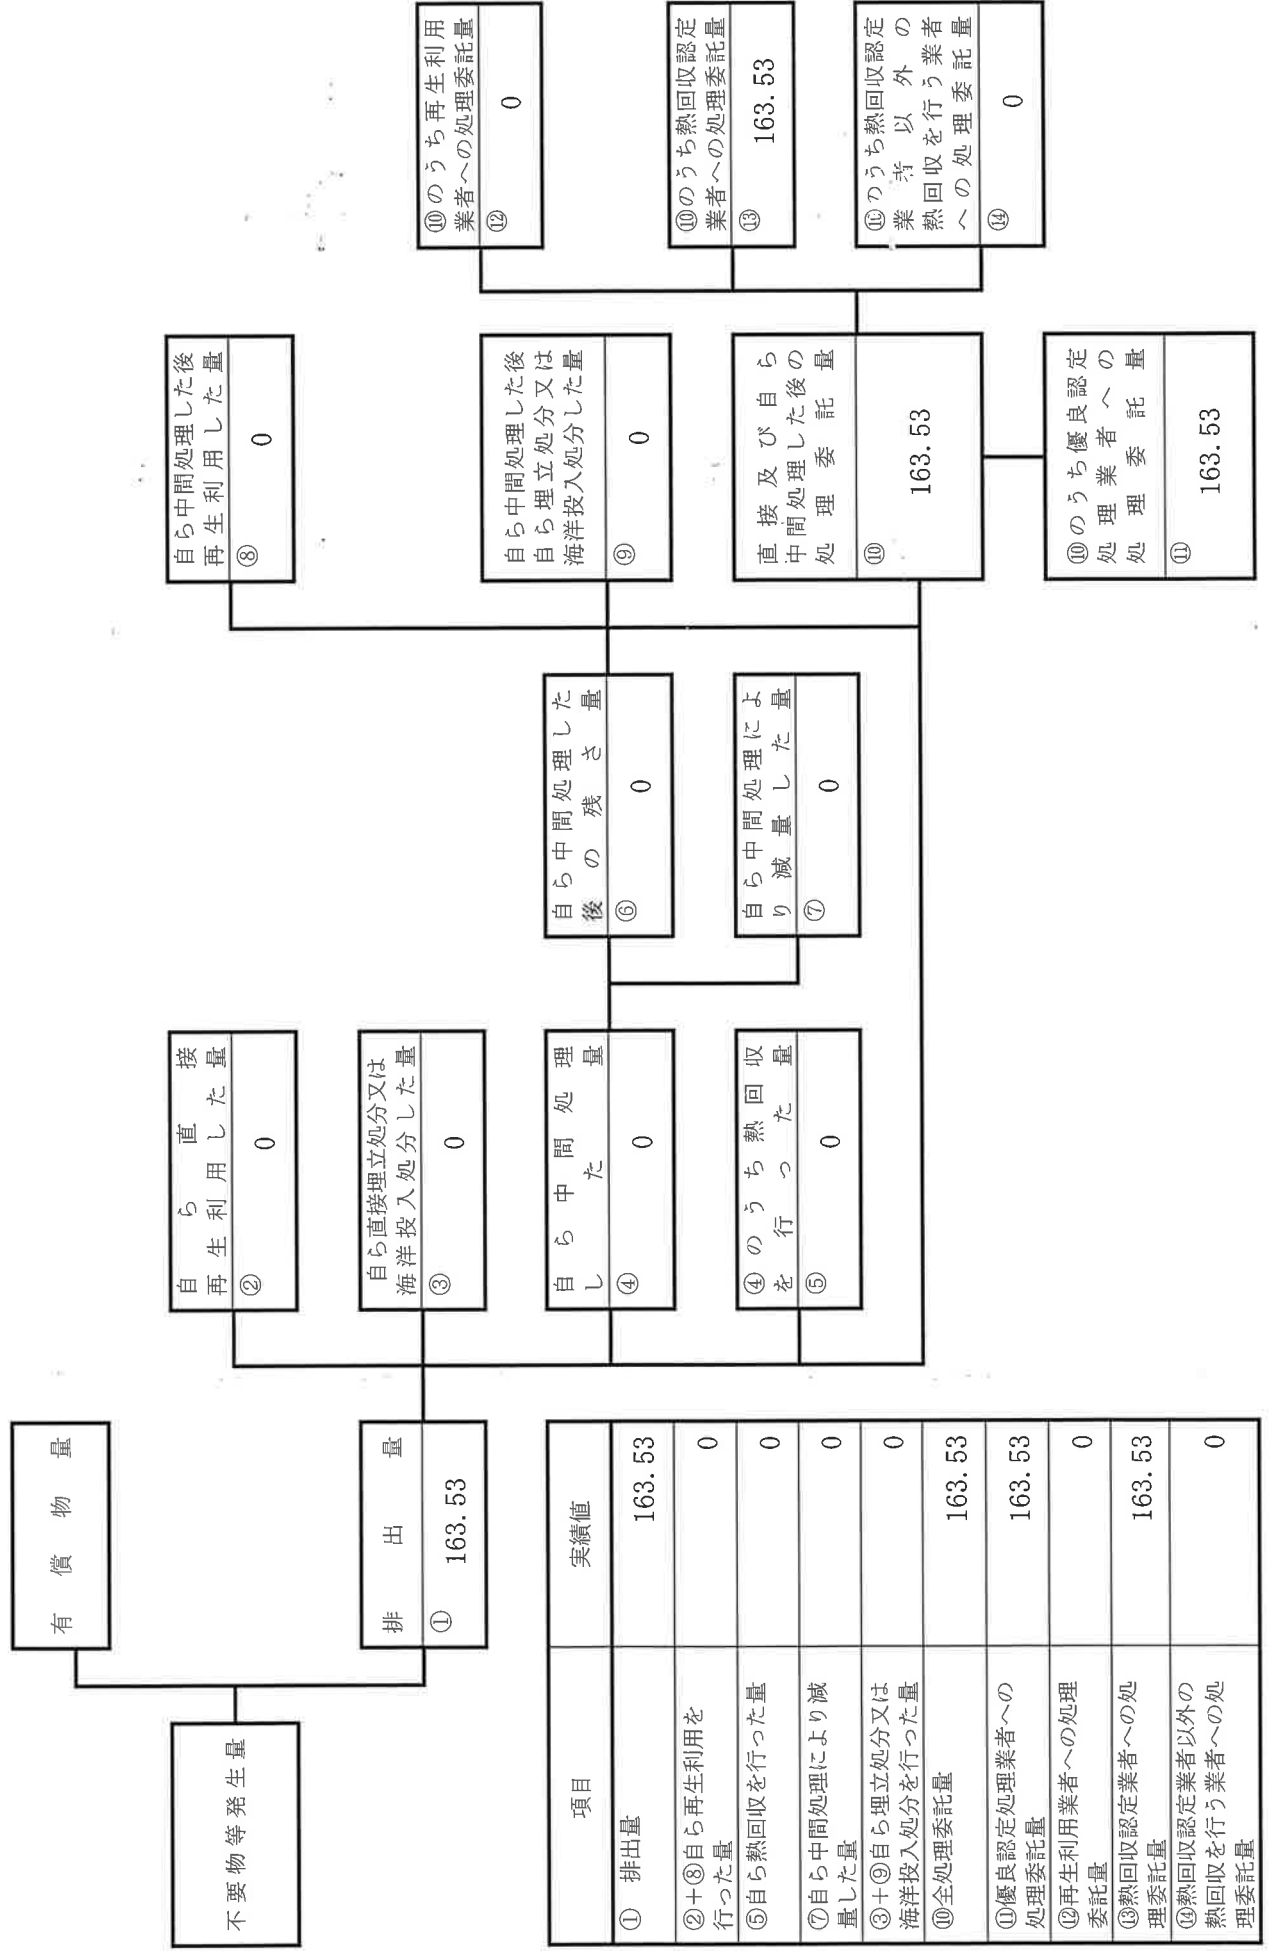 不要物等発生量
有償物量
排出量
①
163.53
自ら直接
再生利用した量
②
0
自ら直接埋立処分又は
海洋投入処分した量
③
0
自ら中間処理
した量
④
0
④のうち熱回収
を行った量
⑤
0
自ら中間処理した
後の残さ量
⑥
0
自ら中間処理によ
り減量した量
⑦
0
自ら中間処理した後
再生利用した量
⑧
0
自ら中間処理した後
自ら埋立処分又は
海洋投入処分した量
⑨
0
直接及び自ら
中間処理した後の
処理委託量
⑩
163.53
⑩のうち優良認定
処理業者への
処理委託量
⑪
163.53
⑩のうち再生利用
業者への処理委託量
⑫
0
⑩のうち熱回収認定
業者への処理委託量
⑬
163.53
⑩のうち熱回収認定
業者以外の
熱回収を行う業者
への処理委託量
⑭
0
項目 実績値
① 排出量 163.53
②+⑧自ら再生利用を
行った量 0
⑤自ら熱回収を行った量 0
⑦自ら中間処理により減
量した量 0
③+⑨自ら埋立処分又は
海洋投入処分を行った量 0
⑩全処理委託量 163.53
⑪優良認定処理業者への
処理委託量 163.53
⑫再生利用業者への処理
委託量 0
⑬熱回収認定業者への処
理委託量 163.53
⑭熱回収認定業者以外の
熱回収を行う業者への処
理委託量 0